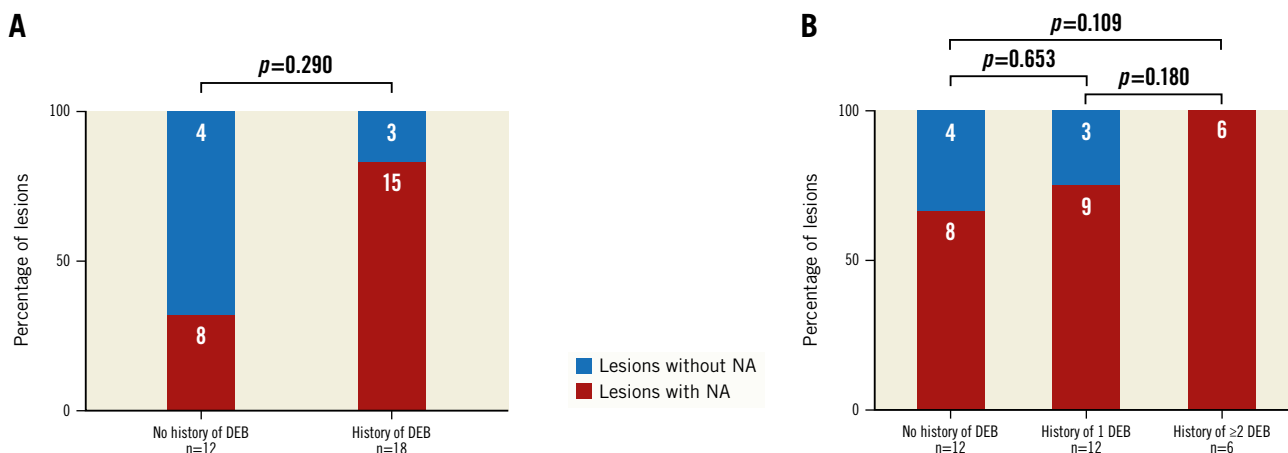 A
p=0.290
Percentage of lesions
100
50
0
4
8
3
15
No history of DEB
n=12
History of DEB
n=18
Lesions without NA
Lesions with NA
B
p=0.109
p=0.653
p=0.180
Percentage of lesions
100
50
0
4
8
3
9
6
No history of DEB
n=12
History of 1 DEB
n=12
History of ≥2 DEB
n=6